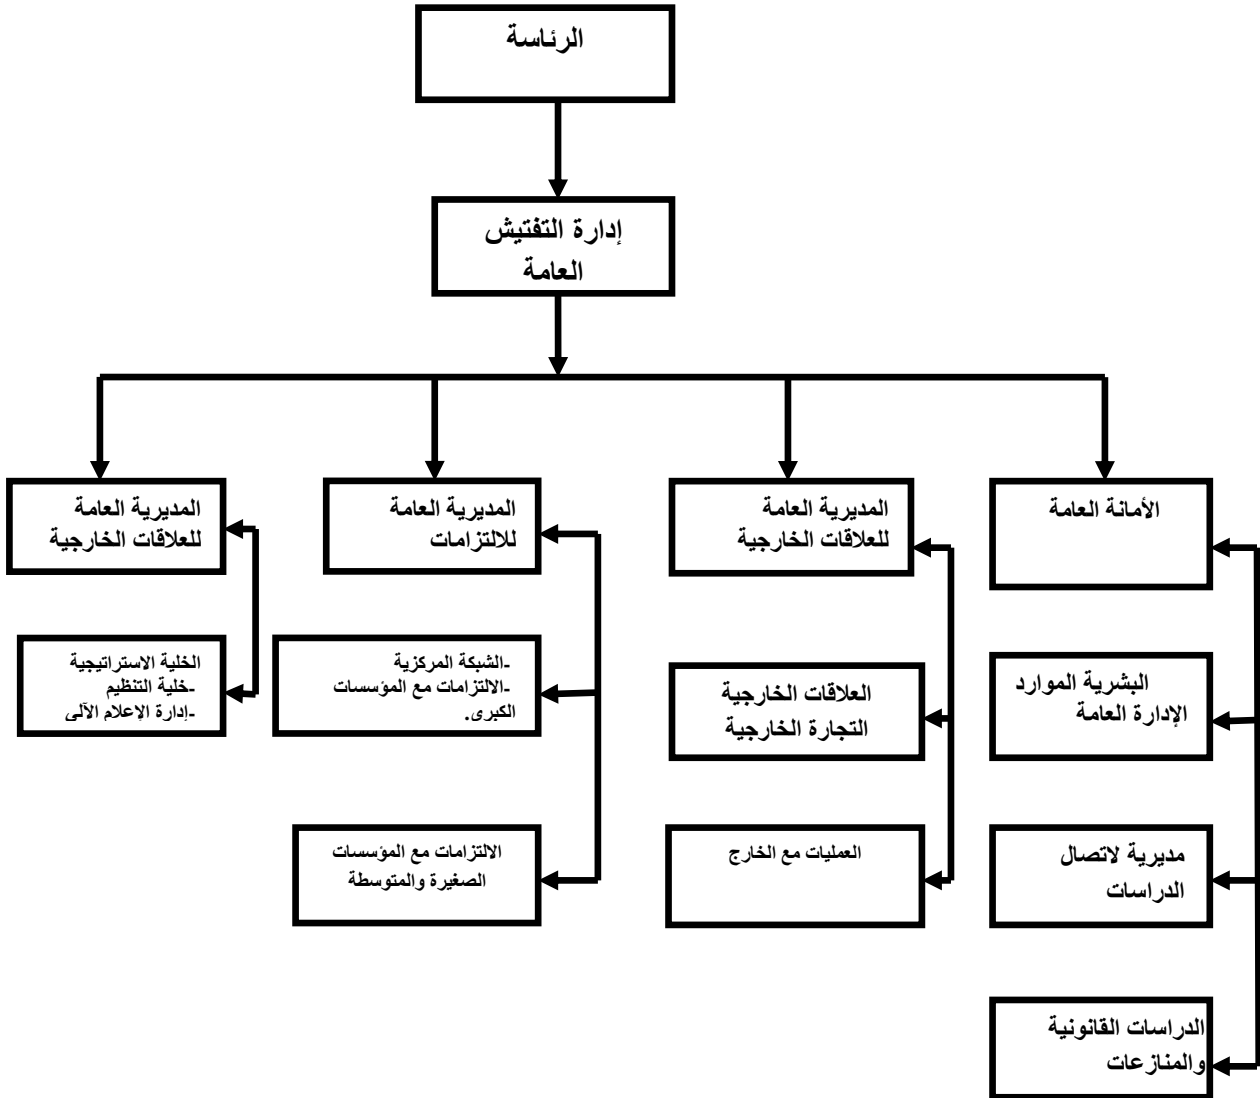 الرئاسة
إدارة التفتيش
العامة
الأمانة العامة
المديرية العامة
للعلاقات الخارجية
المديرية العامة
للالتزامات
المديرية العامة
للعلاقات الخارجية
البشرية الموارد
الإدارة العامة
العلاقات الخارجية
التجارة الخارجية
-الشبكة المركزية
-الالتزامات مع المؤسسات
الكبرى.
الخلية الاستراتيجية
-خلية التنظيم
-إدارة الإعلام الآلي
مديرية لاتصال
الدراسات
العمليات مع الخارج
الالتزامات مع المؤسسات
الصغيرة والمتوسطة
الدراسات القانونية
والمنازعات